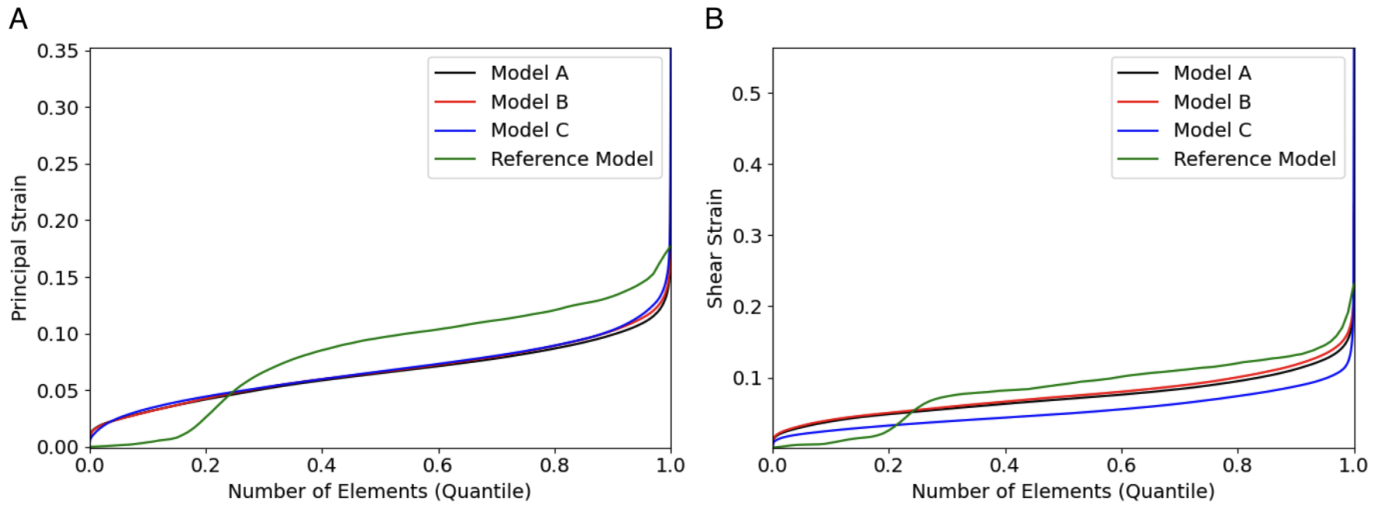 A
0.35
0.30
0.25
0.20
0.15
0.10
0.05
0.00
Principal Strain
Model A
Model B
Model C
Reference Model
0.0 0.2 0.4 0.6 0.8 1.0
Number of Elements (Quantile)
B
0.5
0.4
0.3
0.2
0.1
Shear Strain
Model A
Model B
Model C
Reference Model
0.0 0.2 0.4 0.6 0.8 1.0
Number of Elements (Quantile)